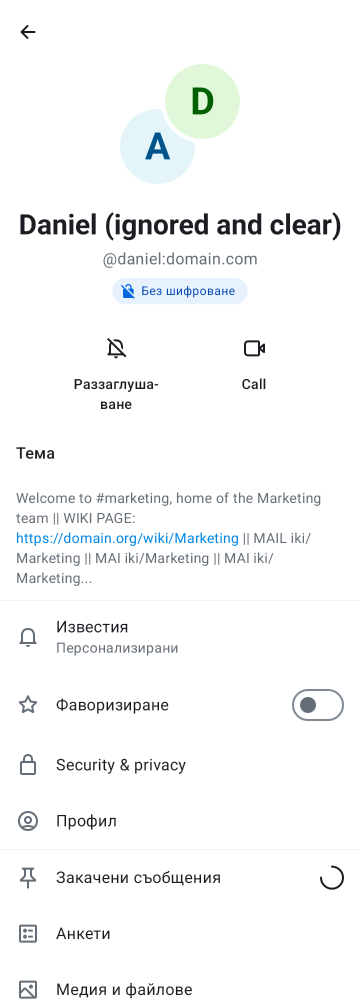 D
A
Daniel (ignored and clear)
@daniel:domain.com
Без шифроване
Раззаглуша-
ване
Call
Тема
Welcome to #marketing, home of the Marketing
team || WIKI PAGE:
https://domain.org/wiki/Marketing || MAIL iki/
Marketing || MAI iki/Marketing || MAI iki/
Marketing...
Известия
Персонализирани
Фаворизиране
Security & privacy
Профил
Закачени съобщения
Анкети
Медия и файлове